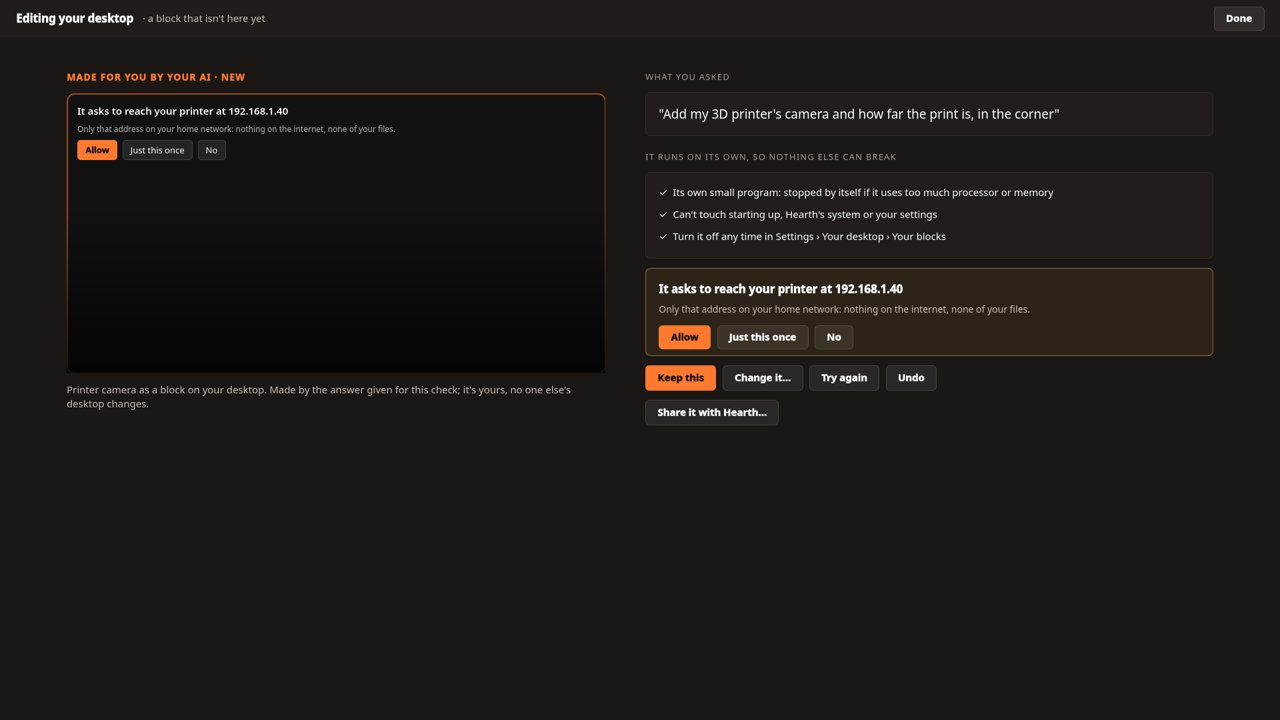 Editing your desktop · a block that isn't here yet
Done
MADE FOR YOU BY YOUR AI · NEW
It asks to reach your printer at 192.168.1.40
Only that address on your home network: nothing on the internet, none of your files.
Allow
Just this once
No
Printer camera as a block on your desktop. Made by the answer given for this check; it's yours, no one else's
desktop changes.
WHAT YOU ASKED
"Add my 3D printer's camera and how far the print is, in the corner"
IT RUNS ON ITS OWN, SO NOTHING ELSE CAN BREAK
✓ Its own small program: stopped by itself if it uses too much processor or memory
✓ Can't touch starting up, Hearth's system or your settings
✓ Turn it off any time in Settings › Your desktop › Your blocks
It asks to reach your printer at 192.168.1.40
Only that address on your home network: nothing on the internet, none of your files.
Allow
Just this once
No
Keep this
Change it...
Try again
Undo
Share it with Hearth...